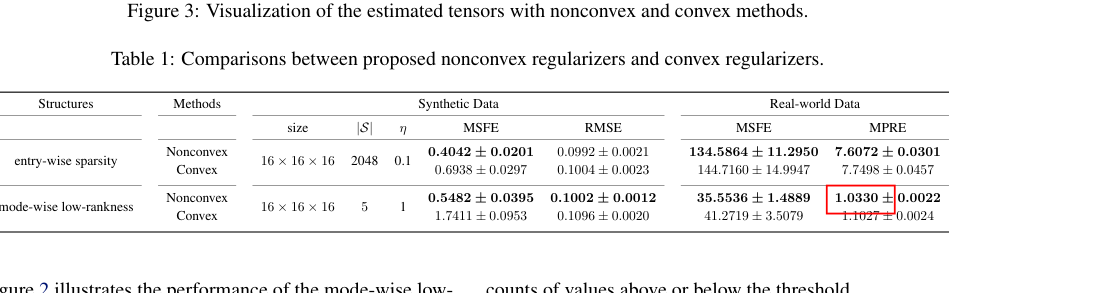 Figure 3: Visualization of the estimated tensors with nonconvex and convex methods.
Table 1: Comparisons between proposed nonconvex regularizers and convex regularizers.
Structures Methods Synthetic Data Real-world Data
size |S| η MSFE RMSE MSFE MPRE
entry-wise sparsity Nonconvex 16 × 16 × 16 2048 0.1 0.4042 ± 0.0201 0.0992 ± 0.0021 134.5864 ± 11.2950 7.6072 ± 0.0301
Convex 0.6938 ± 0.0297 0.1004 ± 0.0023 144.7160 ± 14.9947 7.7498 ± 0.0457
mode-wise low-rankness Nonconvex 16 × 16 × 16 5 1 0.5482 ± 0.0395 0.1002 ± 0.0012 35.5536 ± 1.4889 1.0330 ± 0.0022
Convex 1.7411 ± 0.0953 0.1096 ± 0.0020 41.2719 ± 3.5079 1.1027 ± 0.0024
gure 2 illustrates the performance of the mode-wise low-
counts of values above or below the threshold